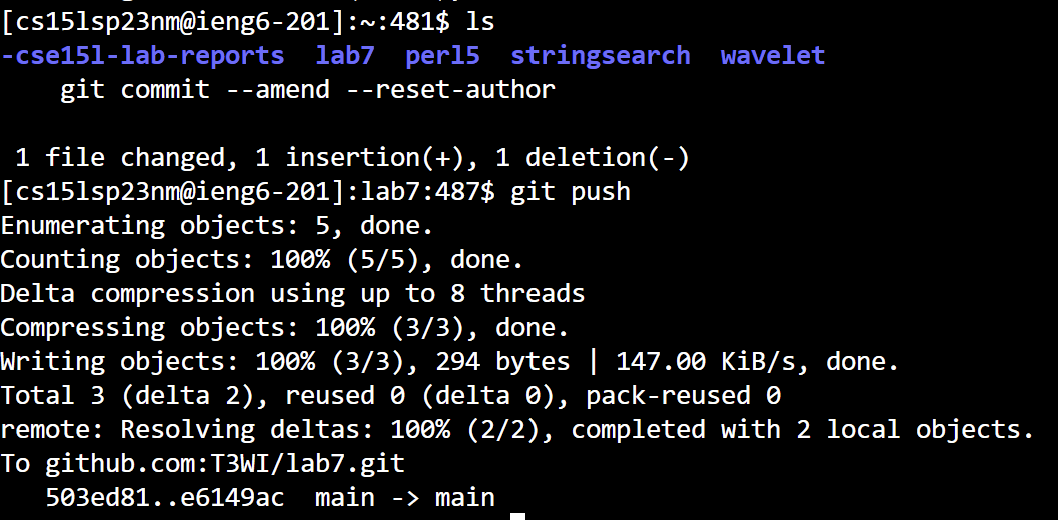 [cs15lsp23nm@ieng6-201]:~:481$ ls
-cse15l-lab-reports  lab7  perl5  stringsearch  wavelet
    git commit --amend --reset-author

 1 file changed, 1 insertion(+), 1 deletion(-)
[cs15lsp23nm@ieng6-201]:lab7:487$ git push
Enumerating objects: 5, done.
Counting objects: 100% (5/5), done.
Delta compression using up to 8 threads
Compressing objects: 100% (3/3), done.
Writing objects: 100% (3/3), 294 bytes | 147.00 KiB/s, done.
Total 3 (delta 2), reused 0 (delta 0), pack-reused 0
remote: Resolving deltas: 100% (2/2), completed with 2 local objects.
To github.com:T3WI/lab7.git
   503ed81..e6149ac  main -> main